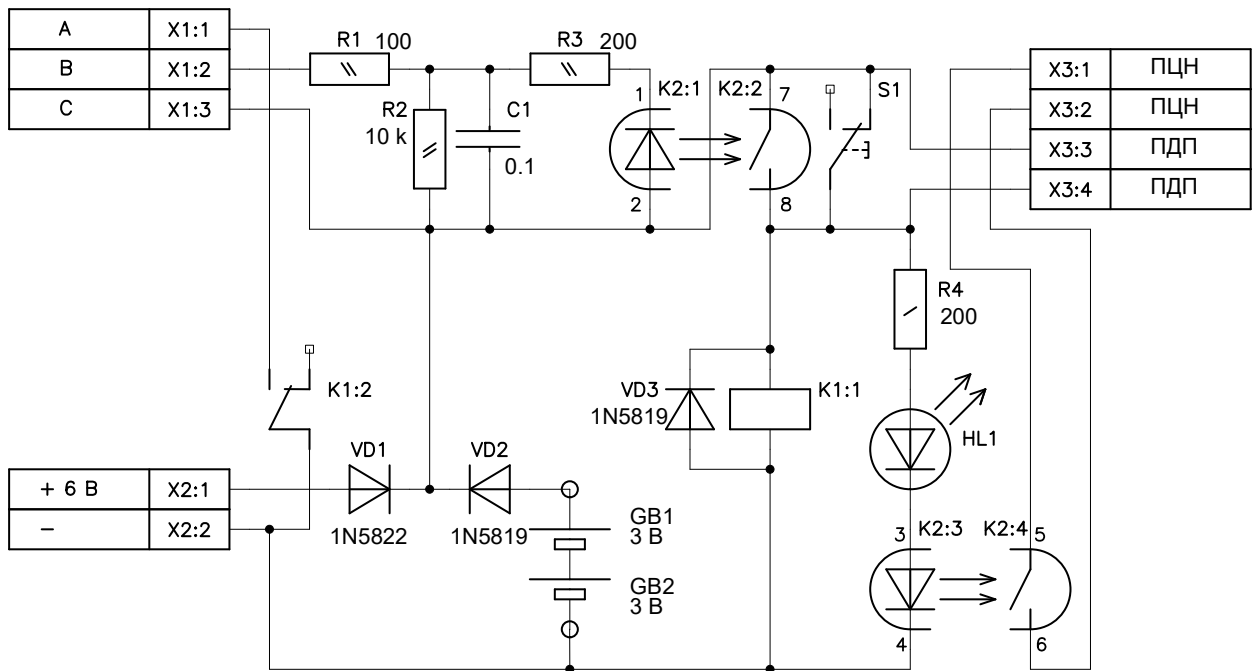 A X1:1
B X1:2
C X1:3
R1 100
R3 200
R2
10 k
C1
0.1
1 K2:1
2
K2:2 7
8
S1
X3:1 ПЦН
X3:2 ПЦН
X3:3 ПДП
X3:4 ПДП
R4
200
K1:2
VD3
1N5819
K1:1
HL1
+ 6 В X2:1
− X2:2
VD1
1N5822
VD2
1N5819
GB1
3 В
GB2
3 В
3 K2:3
4
K2:4 5
6